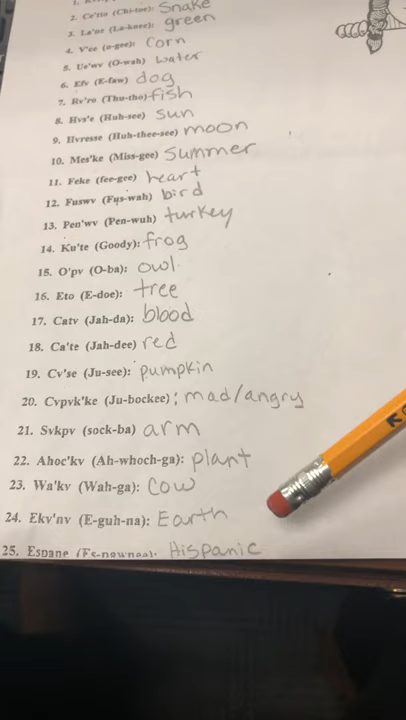 2. Cv'tto (Chi-toe): Snake
3. La'ne (La-knee): green
4. V'ce (o-gee): Corn
5. Ue'wv (O-wah) water
6. Efv (E-faw) dog
7. Rv'ro (Thu-tho) fish
8. Hvs'e (Huh-see) sun
9. Hvresse (Huh-thee-see) moon
10. Mes'ke (Miss-gee) Summer
11. Feke (fee-gee) heart
12. Fuswv (Fus-wah) bird
13. Pen'wv (Pen-wuh) turkey
14. Ku'te (Goody): frog
15. O'pv (O-ba): owl
16. Eto (E-doe): tree
17. Catv (Jah-da): blood
18. Ca'te (Jah-dee) red
19. Cv'se (Ju-see): pumpkin
20. Cvpvk'ke (Ju-bockee): mad/angry
21. Svkpv (sock-ba) arm
22. Ahoc'kv (Ah-whoch-ga): plant
23. Wa'kv (Wah-ga): Cow
24. Ekv'nv (E-guh-na): Earth
25. Espane (Es-pawnee): Hispanic